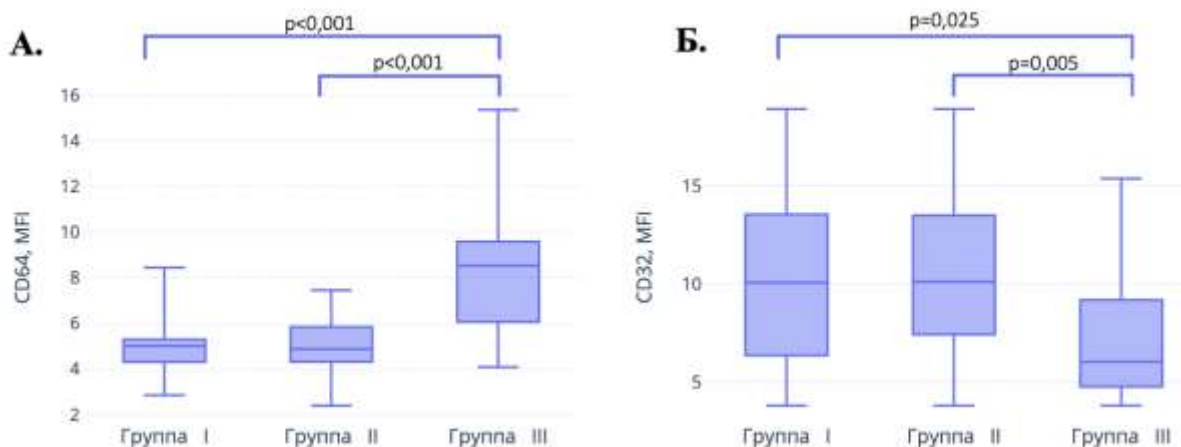 А.
p<0,001
p<0,001
16
14
12
10
8
6
4
2
CD64, MFI
Группа I
Группа II
Группа III
Б.
p=0,025
p=0,005
15
10
5
CD32, MFI
Группа I
Группа II
Группа III